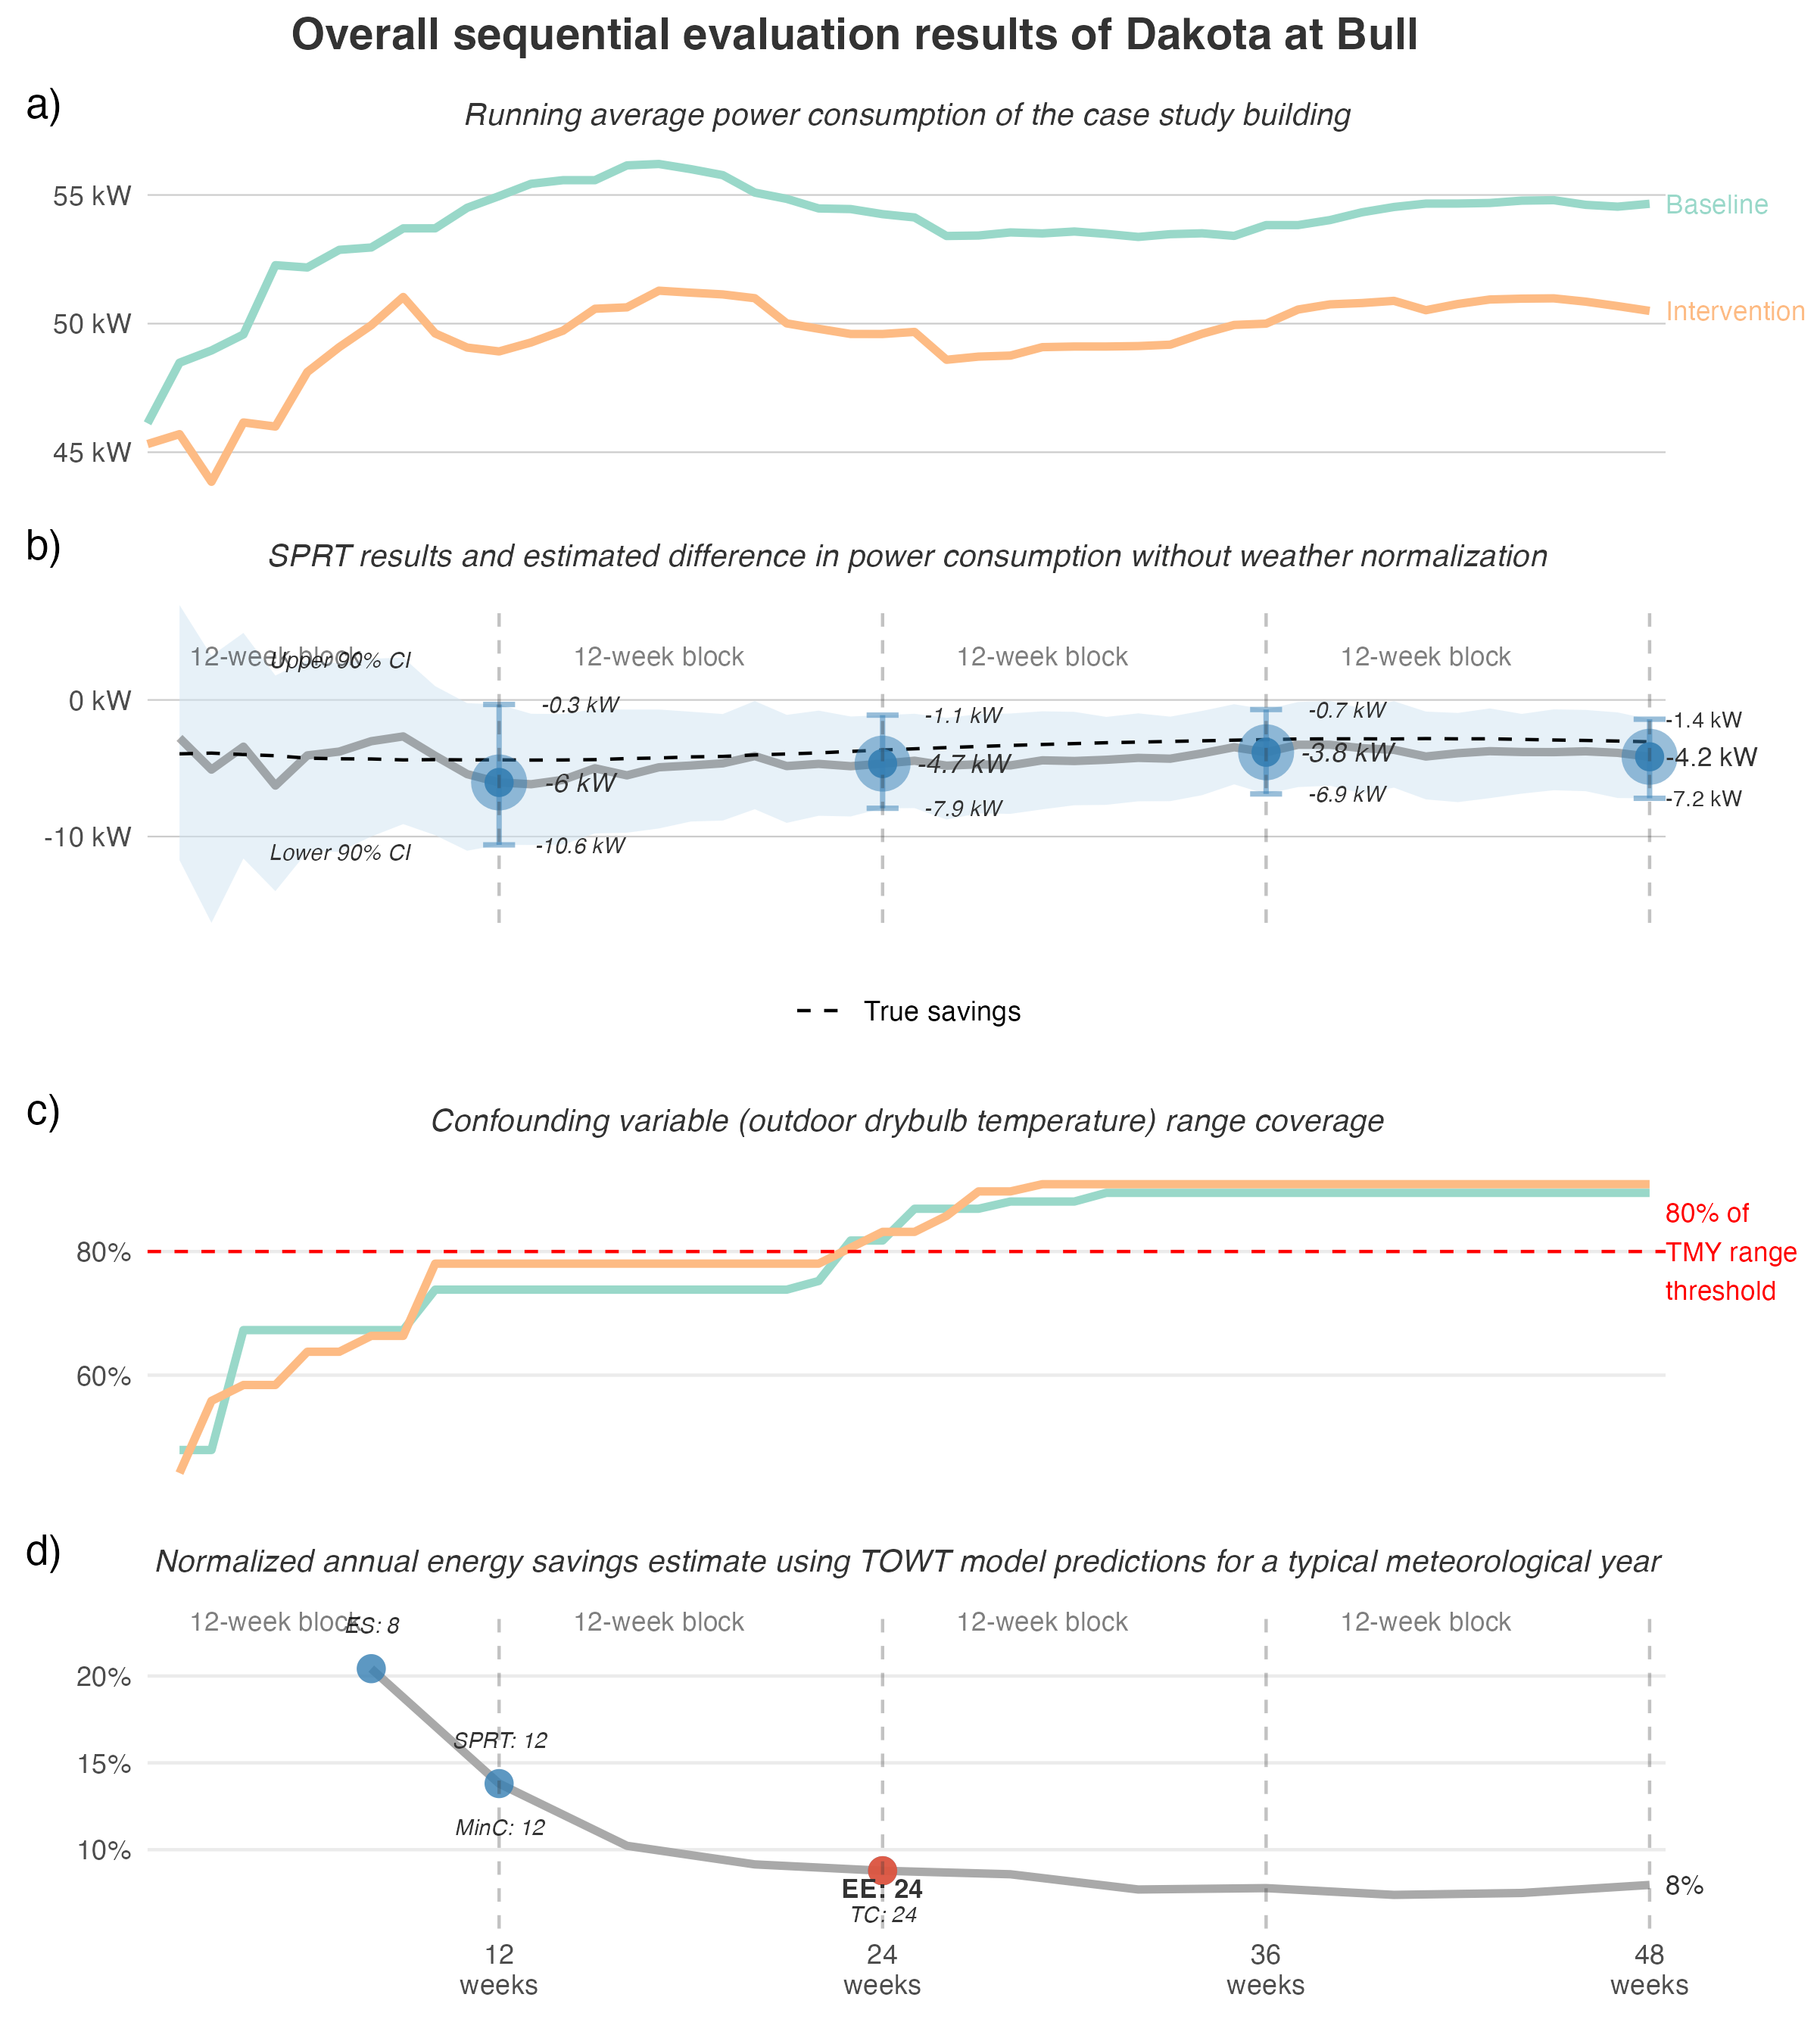 Overall sequential evaluation results of Dakota at Bull
a)
Running average power consumption of the case study building
55 kW
50 kW
45 kW
Baseline
Intervention
b)
SPRT results and estimated difference in power consumption without weather normalization
12-week block
12-week block
12-week block
12-week block
Upper 90% CI
Lower 90% CI
0 kW
-10 kW
-0.3 kW
-6 kW
-10.6 kW
-1.1 kW
-4.7 kW
-7.9 kW
-0.7 kW
-3.8 kW
-6.9 kW
-1.4 kW
-4.2 kW
-7.2 kW
True savings
c)
Confounding variable (outdoor drybulb temperature) range coverage
80%
60%
80% of
TMY range
threshold
d)
Normalized annual energy savings estimate using TOWT model predictions for a typical meteorological year
12-week block
12-week block
12-week block
12-week block
ES: 8
20%
15%
10%
SPRT: 12
MinC: 12
EE: 24
TC: 24
8%
12
weeks
24
weeks
36
weeks
48
weeks